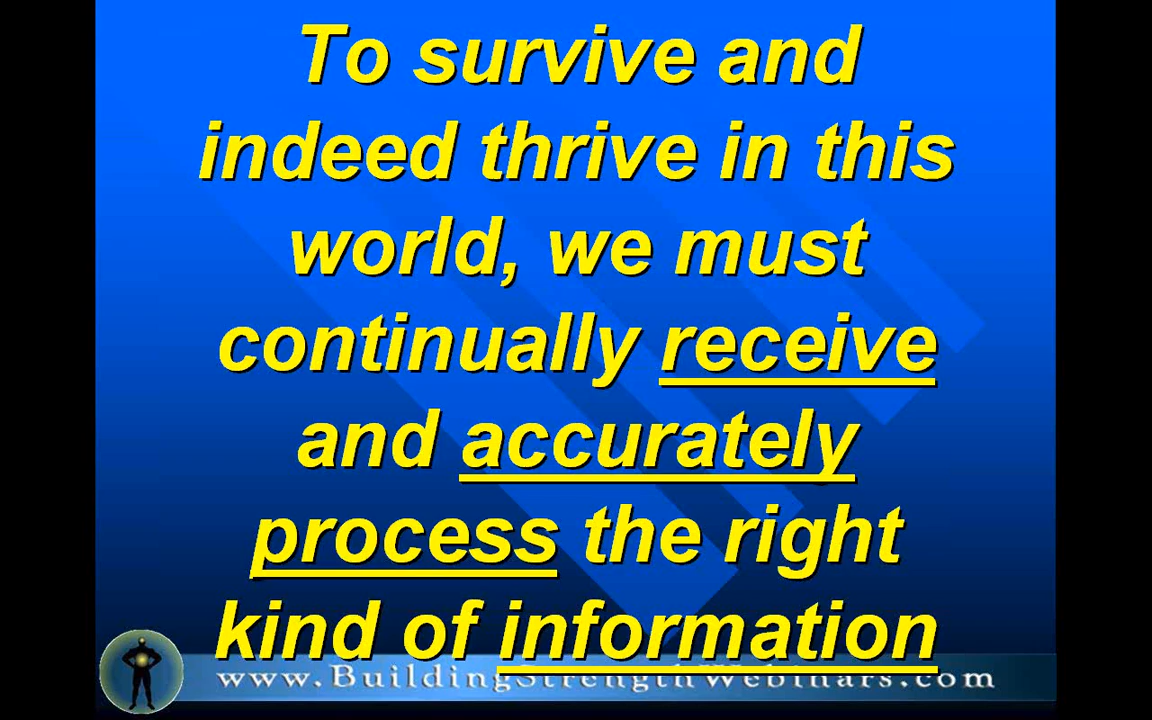 To survive and
indeed thrive in this
world, we must
continually receive
and accurately
process the right
kind of information
www.BuildingStrengthWebinars.com